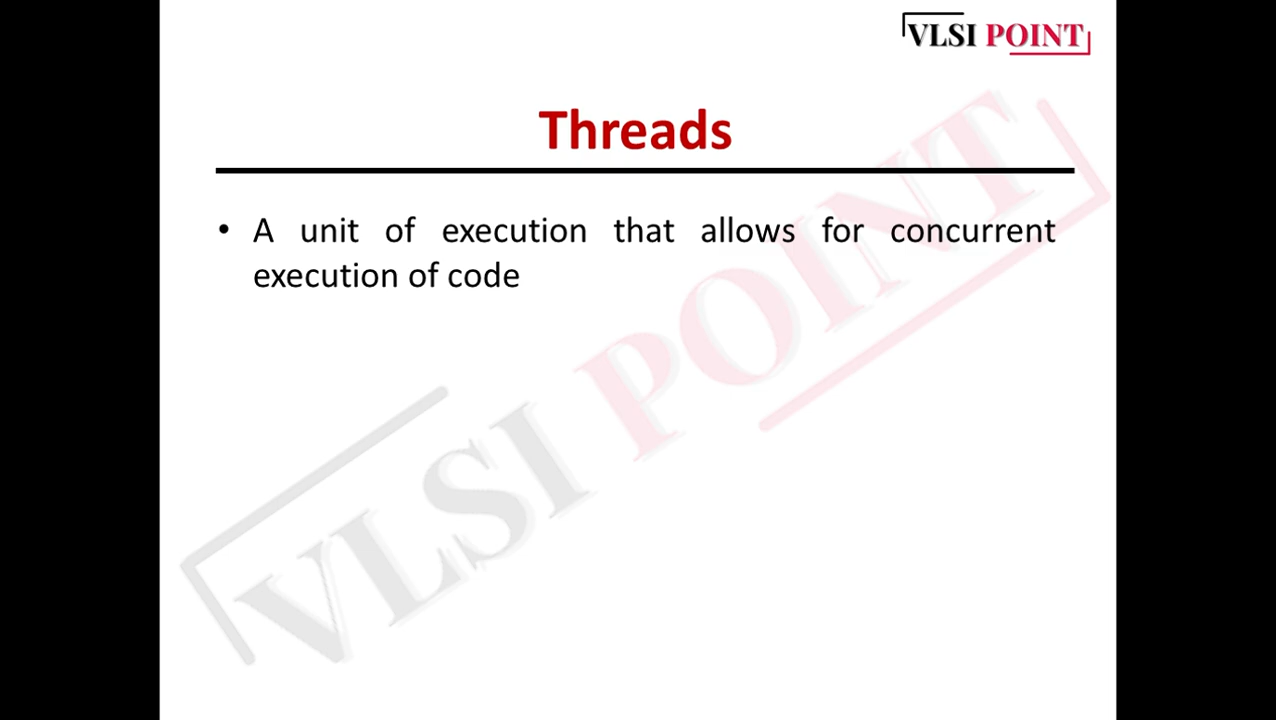 VLSI POINT
Threads
• A unit of execution that allows for concurrent
execution of code
VLSI POINT